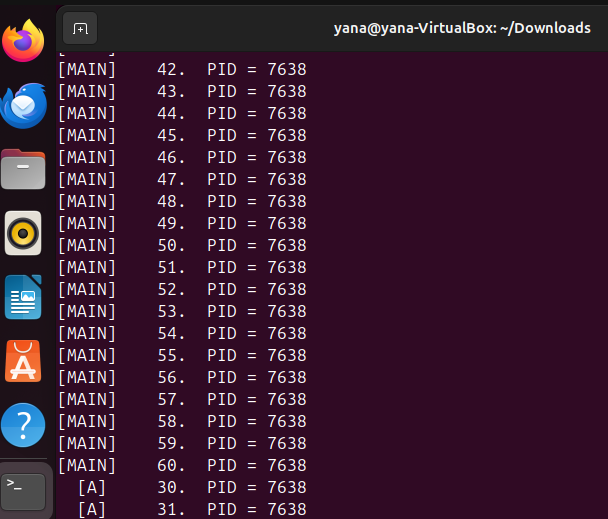 yana@yana-VirtualBox: ~/Downloads
[MAIN]    42.  PID = 7638
[MAIN]    43.  PID = 7638
[MAIN]    44.  PID = 7638
[MAIN]    45.  PID = 7638
[MAIN]    46.  PID = 7638
[MAIN]    47.  PID = 7638
[MAIN]    48.  PID = 7638
[MAIN]    49.  PID = 7638
[MAIN]    50.  PID = 7638
[MAIN]    51.  PID = 7638
[MAIN]    52.  PID = 7638
[MAIN]    53.  PID = 7638
[MAIN]    54.  PID = 7638
[MAIN]    55.  PID = 7638
[MAIN]    56.  PID = 7638
[MAIN]    57.  PID = 7638
[MAIN]    58.  PID = 7638
[MAIN]    59.  PID = 7638
[MAIN]    60.  PID = 7638
  [A]     30.  PID = 7638
  [A]     31.  PID = 7638